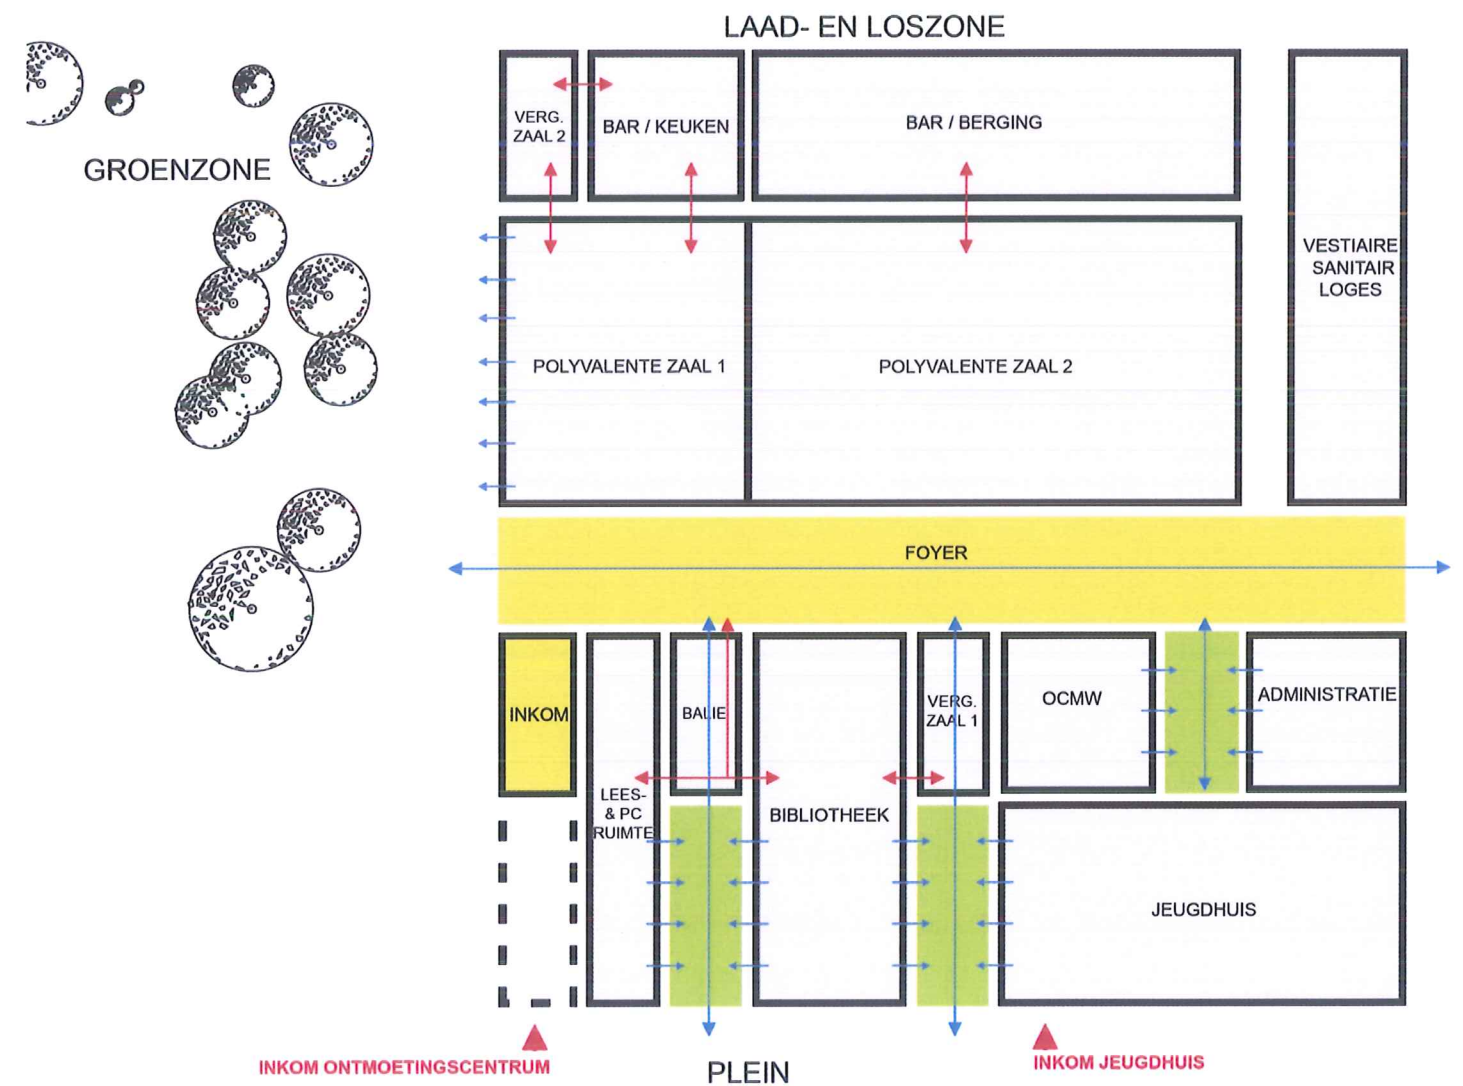 LAAD- EN LOSZONE
GROENZONE
VERG.
ZAAL 2
BAR / KEUKEN
BAR / BERGING
VESTIAIRE
SANITAIR
LOGES
POLYVALENTE ZAAL 1
POLYVALENTE ZAAL 2
FOYER
INKOM
LEES-
& PC
RUIMTE
BALIE
BIBLIOTHEEK
VERG.
ZAAL 1
OCMW
ADMINISTRATIE
JEUGDHUIS
INKOM ONTMOETINGSCENTRUM
PLEIN
INKOM JEUGDHUIS